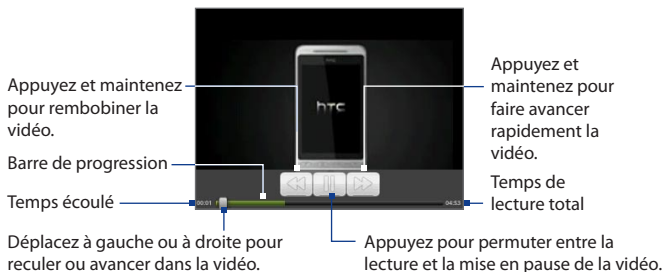 Appuyez et maintenez
pour rembobiner la
vidéo.
Barre de progression
Temps écoulé
Déplacez à gauche ou à droite pour
reculer ou avancer dans la vidéo.
hTC
00:01
04:53
Appuyez et
maintenez pour
faire avancer
rapidement la
vidéo.
Temps de
lecture total
Appuyez pour permuter entre la
lecture et la mise en pause de la vidéo.